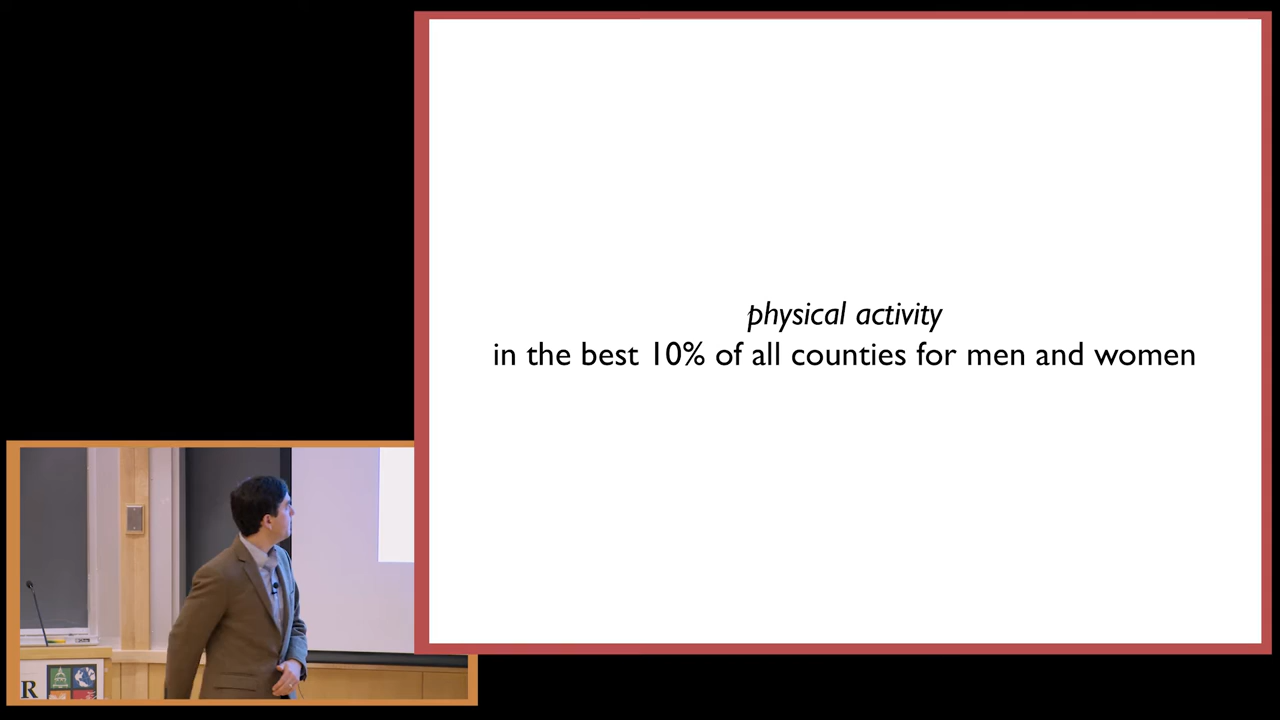 physical activity
in the best 10% of all counties for men and women
R